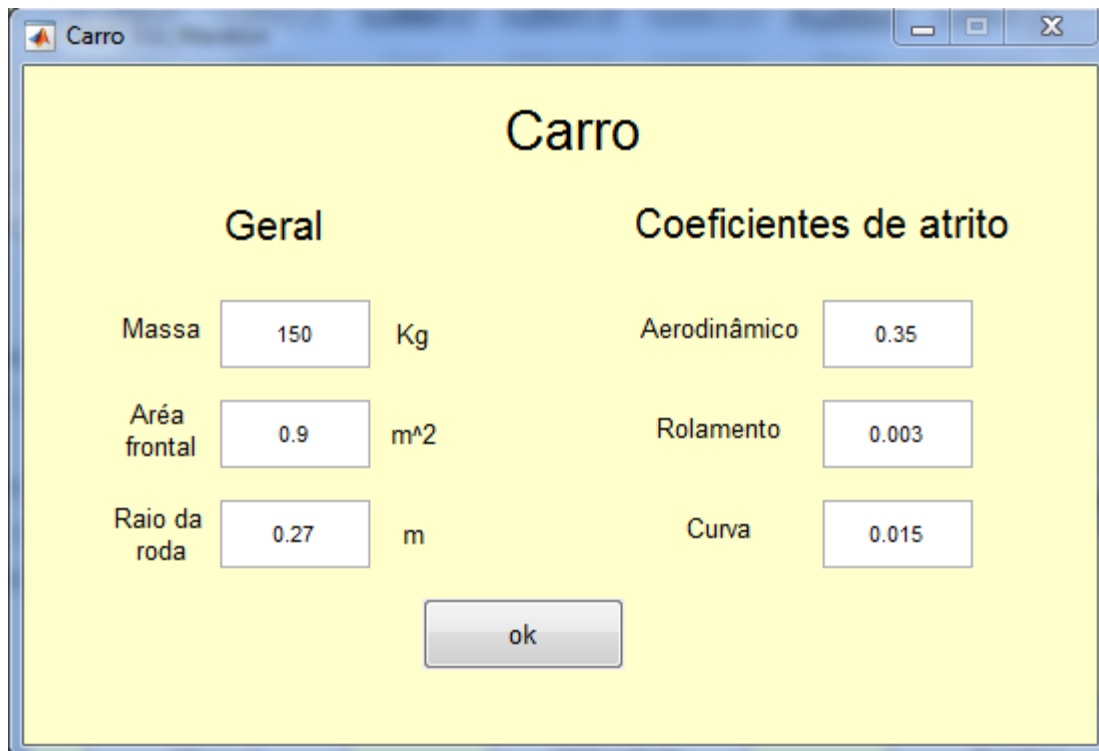 Carro
Carro
Geral
Coeficientes de atrito
Massa 150 Kg
Aerodinâmico 0.35
Aréa
frontal 0.9 m^2
Rolamento 0.003
Raio da
roda 0.27 m
Curva 0.015
ok